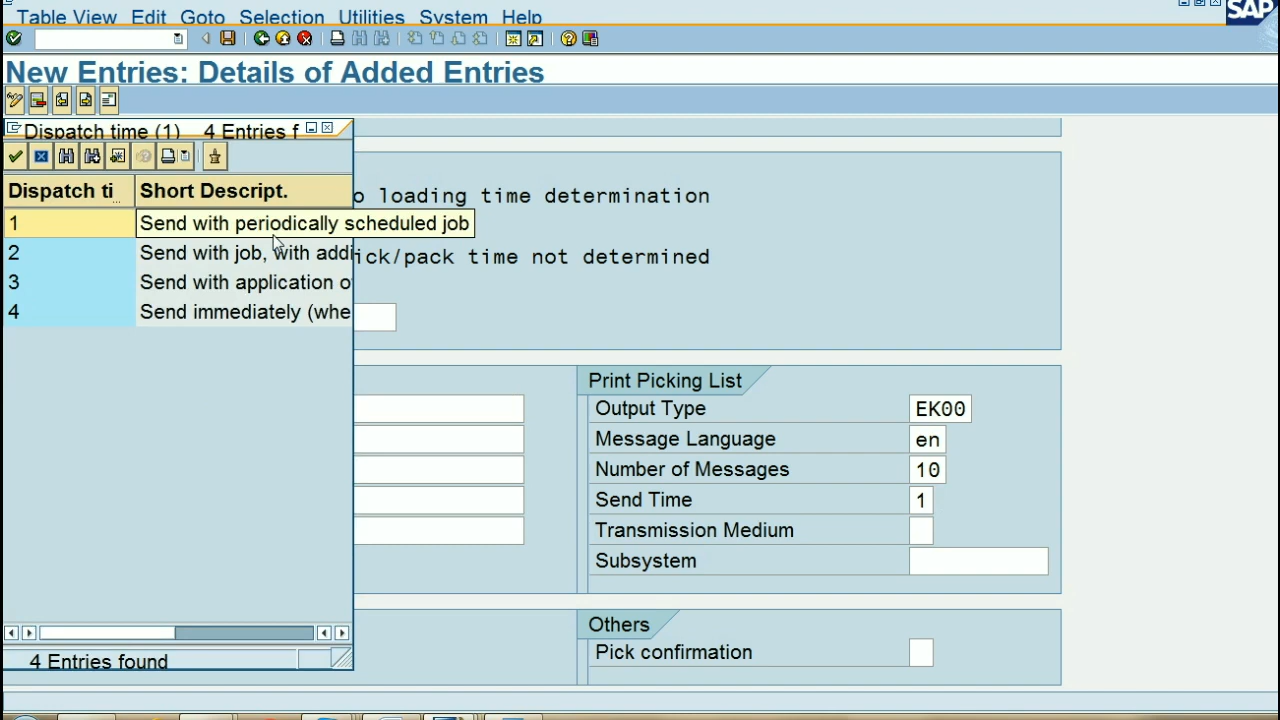 Table View Edit Goto Selection Utilities System Help
SAP
New Entries: Details of Added Entries
Dispatch time (1) 4 Entries f
Dispatch ti
Short Descript.
1 Send with periodically scheduled job
2 Send with job, with addi
3 Send with application o
4 Send immediately (whe
4 Entries found
loading time determination
ick/pack time not determined
Print Picking List
Output Type EK00
Message Language en
Number of Messages 10
Send Time 1
Transmission Medium
Subsystem
Others
Pick confirmation